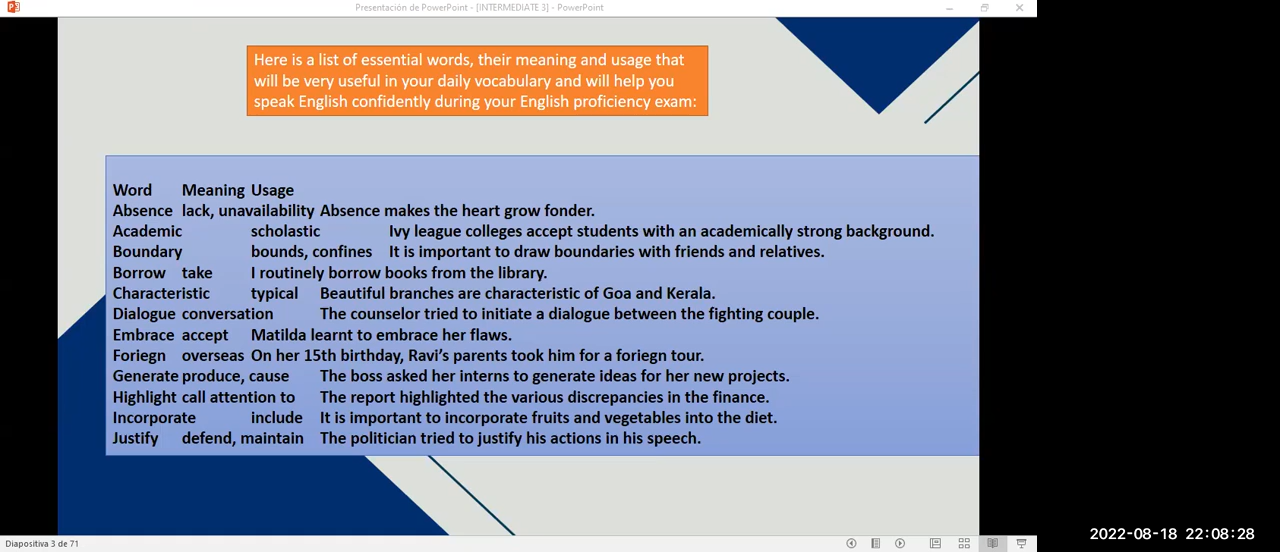 Presentación de PowerPoint - [INTERMEDIATE 3] - PowerPoint
Here is a list of essential words, their meaning and usage that
will be very useful in your daily vocabulary and will help you
speak English confidently during your English proficiency exam:
Word Meaning Usage
Absence lack, unavailability Absence makes the heart grow fonder.
Academic scholastic Ivy league colleges accept students with an academically strong background.
Boundary bounds, confines It is important to draw boundaries with friends and relatives.
Borrow take I routinely borrow books from the library.
Characteristic typical Beautiful branches are characteristic of Goa and Kerala.
Dialogue conversation The counselor tried to initiate a dialogue between the fighting couple.
Embrace accept Matilda learnt to embrace her flaws.
Foriegn overseas On her 15th birthday, Ravi's parents took him for a foriegn tour.
Generate produce, cause The boss asked her interns to generate ideas for her new projects.
Highlight call attention to The report highlighted the various discrepancies in the finance.
Incorporate include It is important to incorporate fruits and vegetables into the diet.
Justify defend, maintain The politician tried to justify his actions in his speech.
2022-08-18 22:08:28
Diapositiva 3 de 71